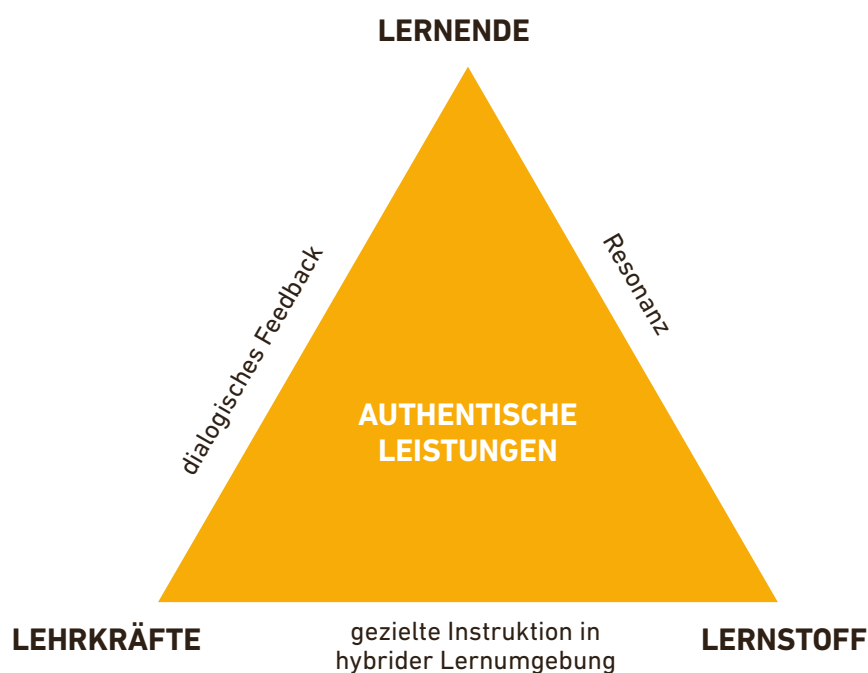 LERNENDE
dialogisches Feedback
Resonanz
AUTHENTISCHE
LEISTUNGEN
LEHRKRÄFTE
gezielte Instruktion in
hybrider Lernumgebung
LERNSTOFF